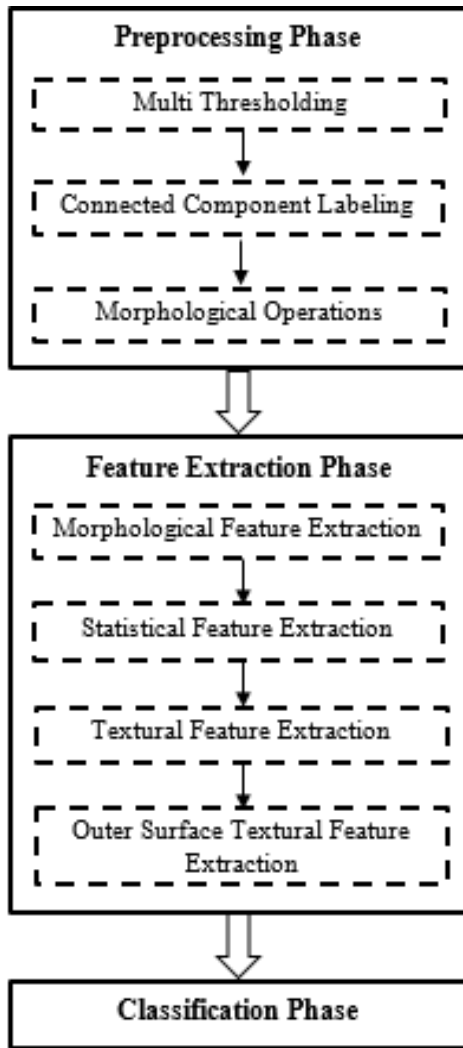 Preprocessing Phase
Multi Thresholding
Connected Component Labeling
Morphological Operations
Feature Extraction Phase
Morphological Feature Extraction
Statistical Feature Extraction
Textural Feature Extraction
Outer Surface Textural Feature
Extraction
Classification Phase